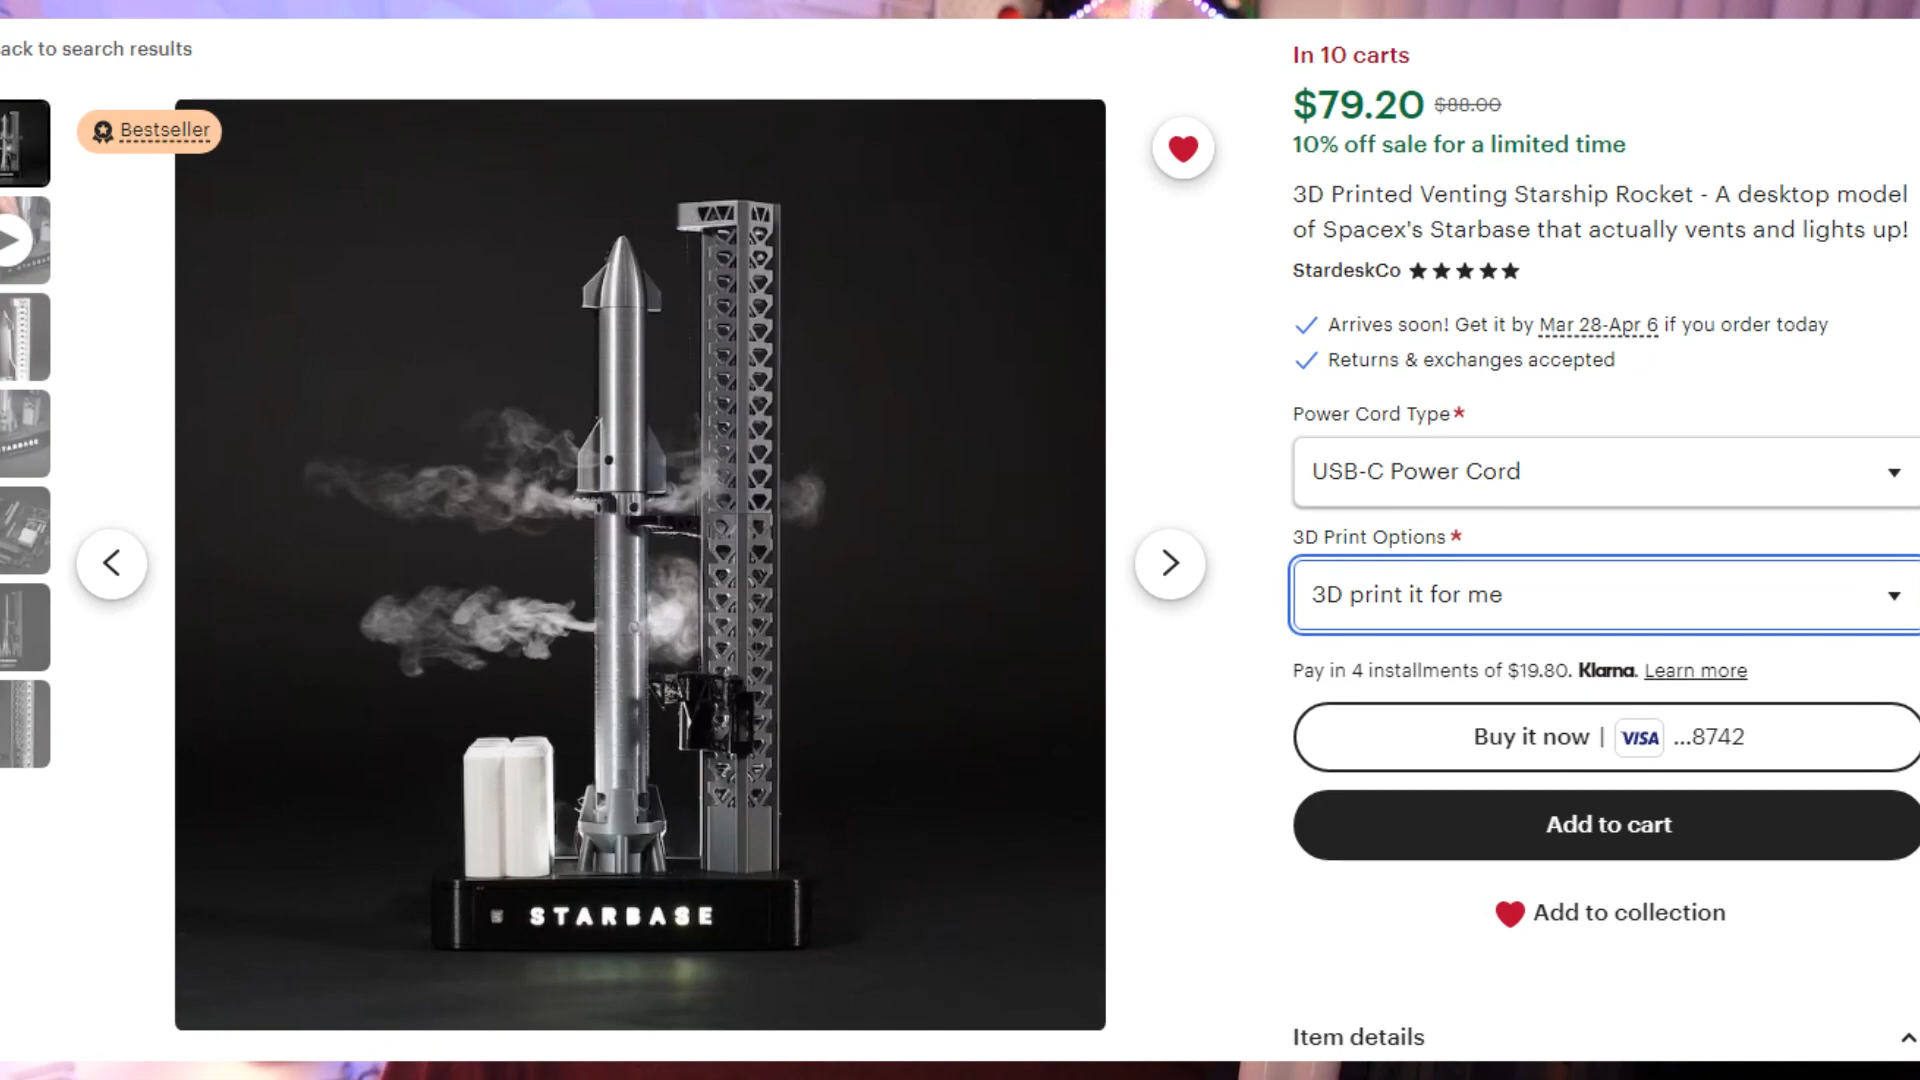 ack to search results
Bestseller
STARBASE
In 10 carts
$79.20 $88.00
10% off sale for a limited time
3D Printed Venting Starship Rocket - A desktop model
of Spacex's Starbase that actually vents and lights up!
StardeskCo
Arrives soon! Get it by Mar 28-Apr 6 if you order today
Returns & exchanges accepted
Power Cord Type*
USB-C Power Cord
3D Print Options *
3D print it for me
Pay in 4 installments of $19.80. Klarna. Learn more
Buy it now | VISA ...8742
Add to cart
Add to collection
Item details